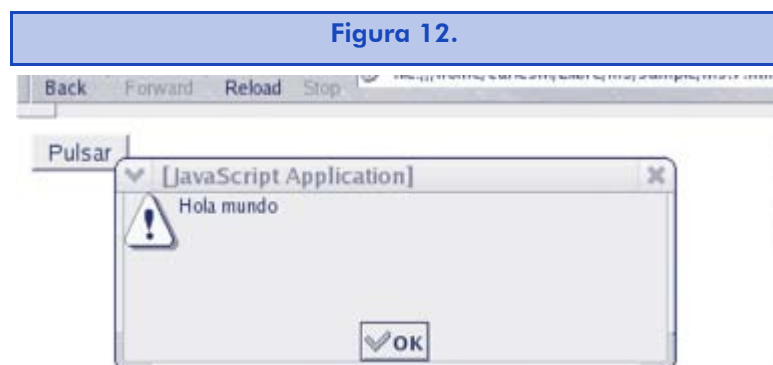 Figura 12.
Back Forward Reload Stop
Pulsar
[JavaScript Application]
Hola mundo
OK